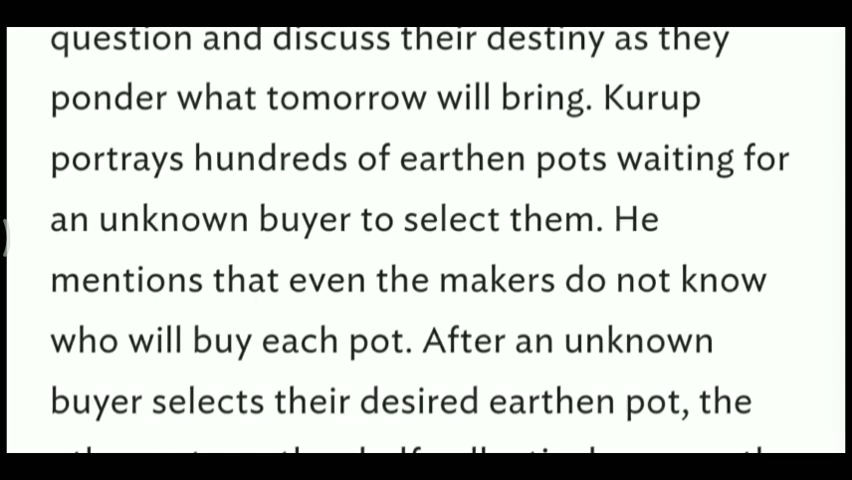 question and discuss their destiny as they
ponder what tomorrow will bring. Kurup
portrays hundreds of earthen pots waiting for
an unknown buyer to select them. He
mentions that even the makers do not know
who will buy each pot. After an unknown
buyer selects their desired earthen pot, the